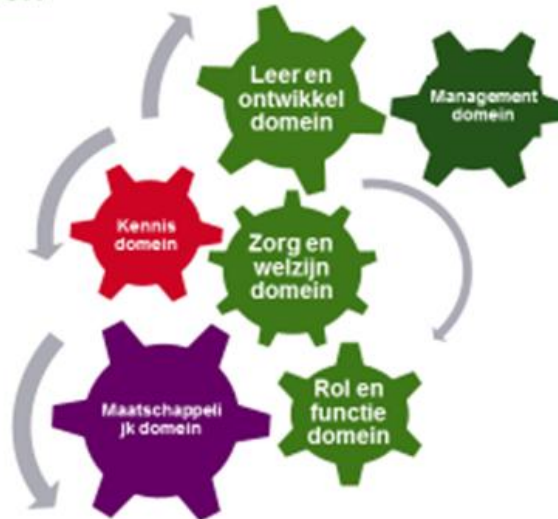 Leer en
ontwikkel
domein
Management
domein
Kennis
domein
Zorg en
welzijn
domein
Maatschappeli
jk domein
Rol en
functie
domein